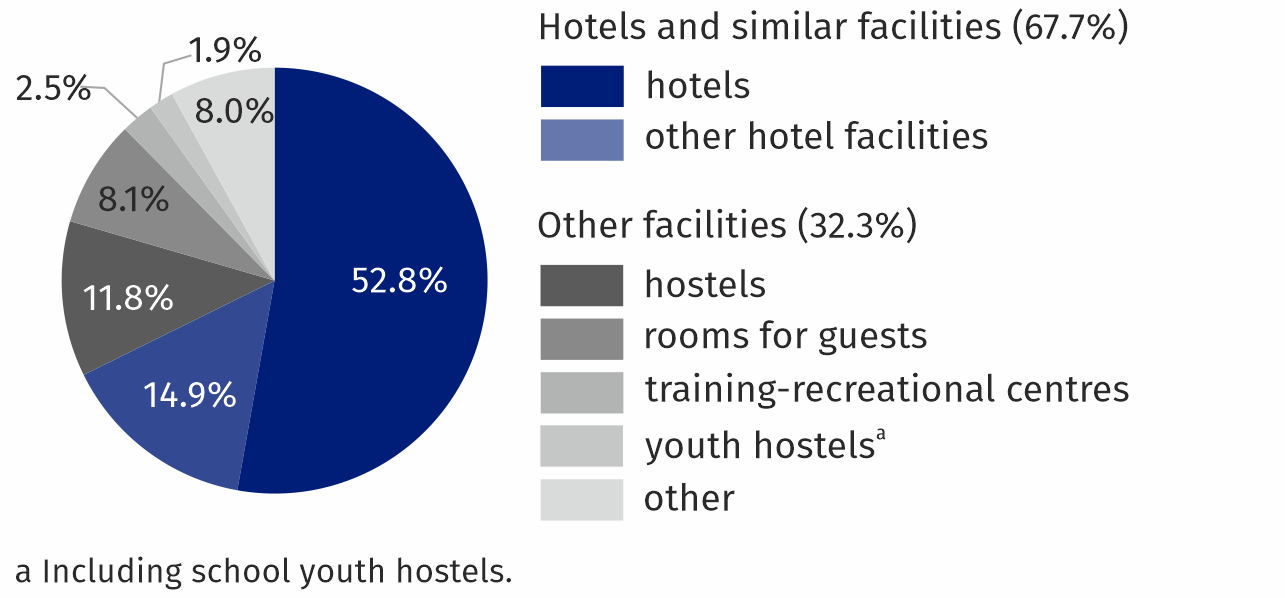 1.9%
2.5%
8.0%
8.1%
52.8%
11.8%
14.9%
Hotels and similar facilities (67.7%)
hotels
other hotel facilities
Other facilities (32.3%)
hostels
rooms for guests
training-recreational centres
youth hostelsᵃ
other
a Including school youth hostels.